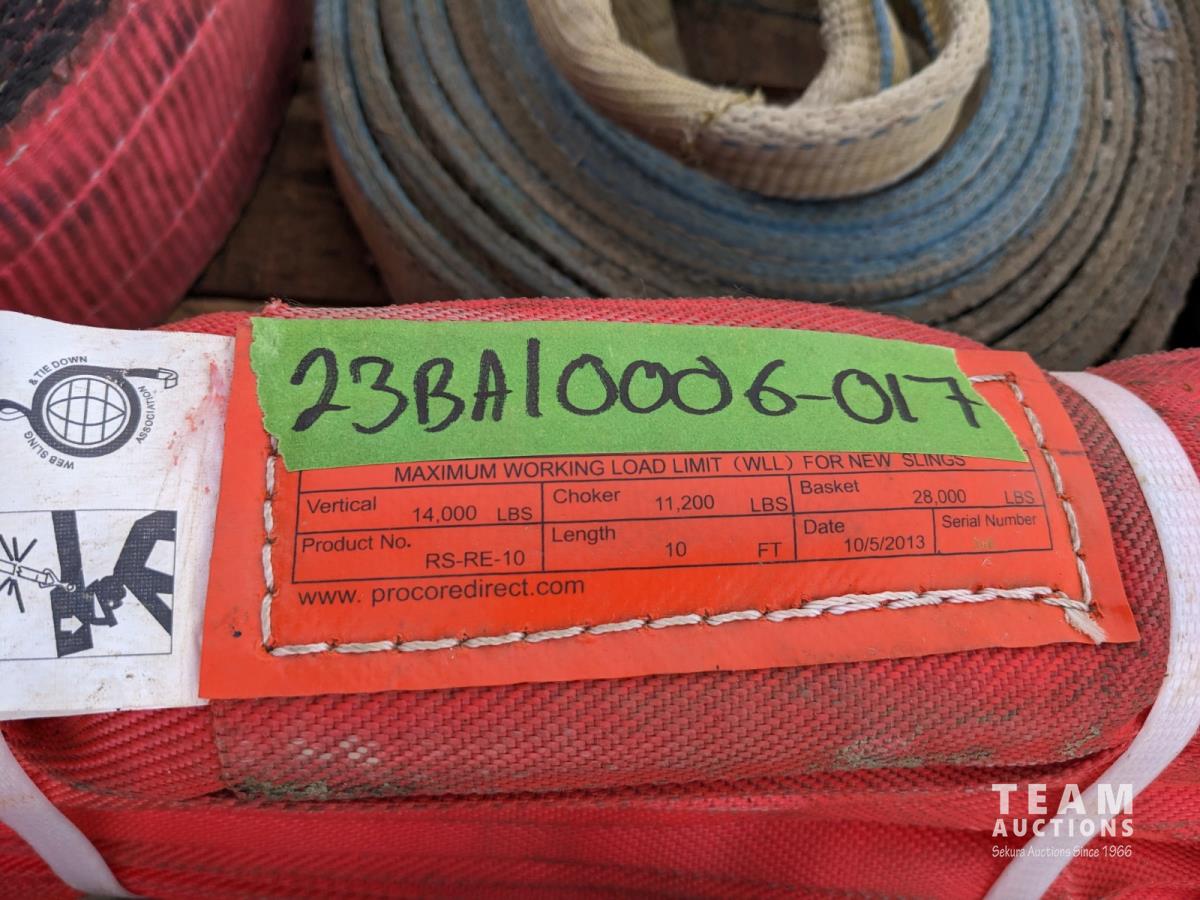 & TIE DOWN
ASSOCIATION
WEB SLING
23BA10006-017
MAXIMUM WORKING LOAD LIMIT (WLL) FOR NEW SLINGS
Vertical 14,000 LBS Choker 11,200 LBS Basket 28,000 LBS
Product No. RS-RE-10 Length 10 FT Date 10/5/2013 Serial Number
www. procoredirect.com
TEAM
AUCTIONS
Sekura Auctions Since 1966